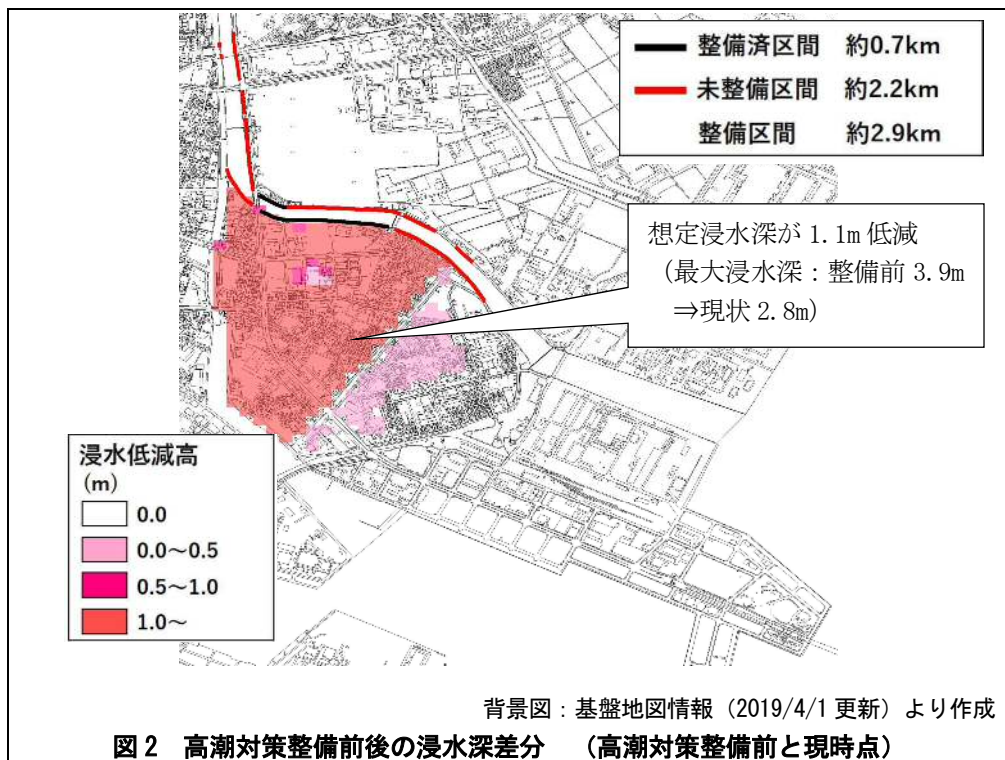 整備済区間 約0.7km
未整備区間 約2.2km
整備区間 約2.9km
想定浸水深が 1.1m 低減
(最大浸水深:整備前 3.9m
⇒現状 2.8m)
浸水低減高
(m)
0.0
0.0~0.5
0.5~1.0
1.0~
背景図:基盤地図情報(2019/4/1 更新)より作成
図2 高潮対策整備前後の浸水深差分 (高潮対策整備前と現時点)